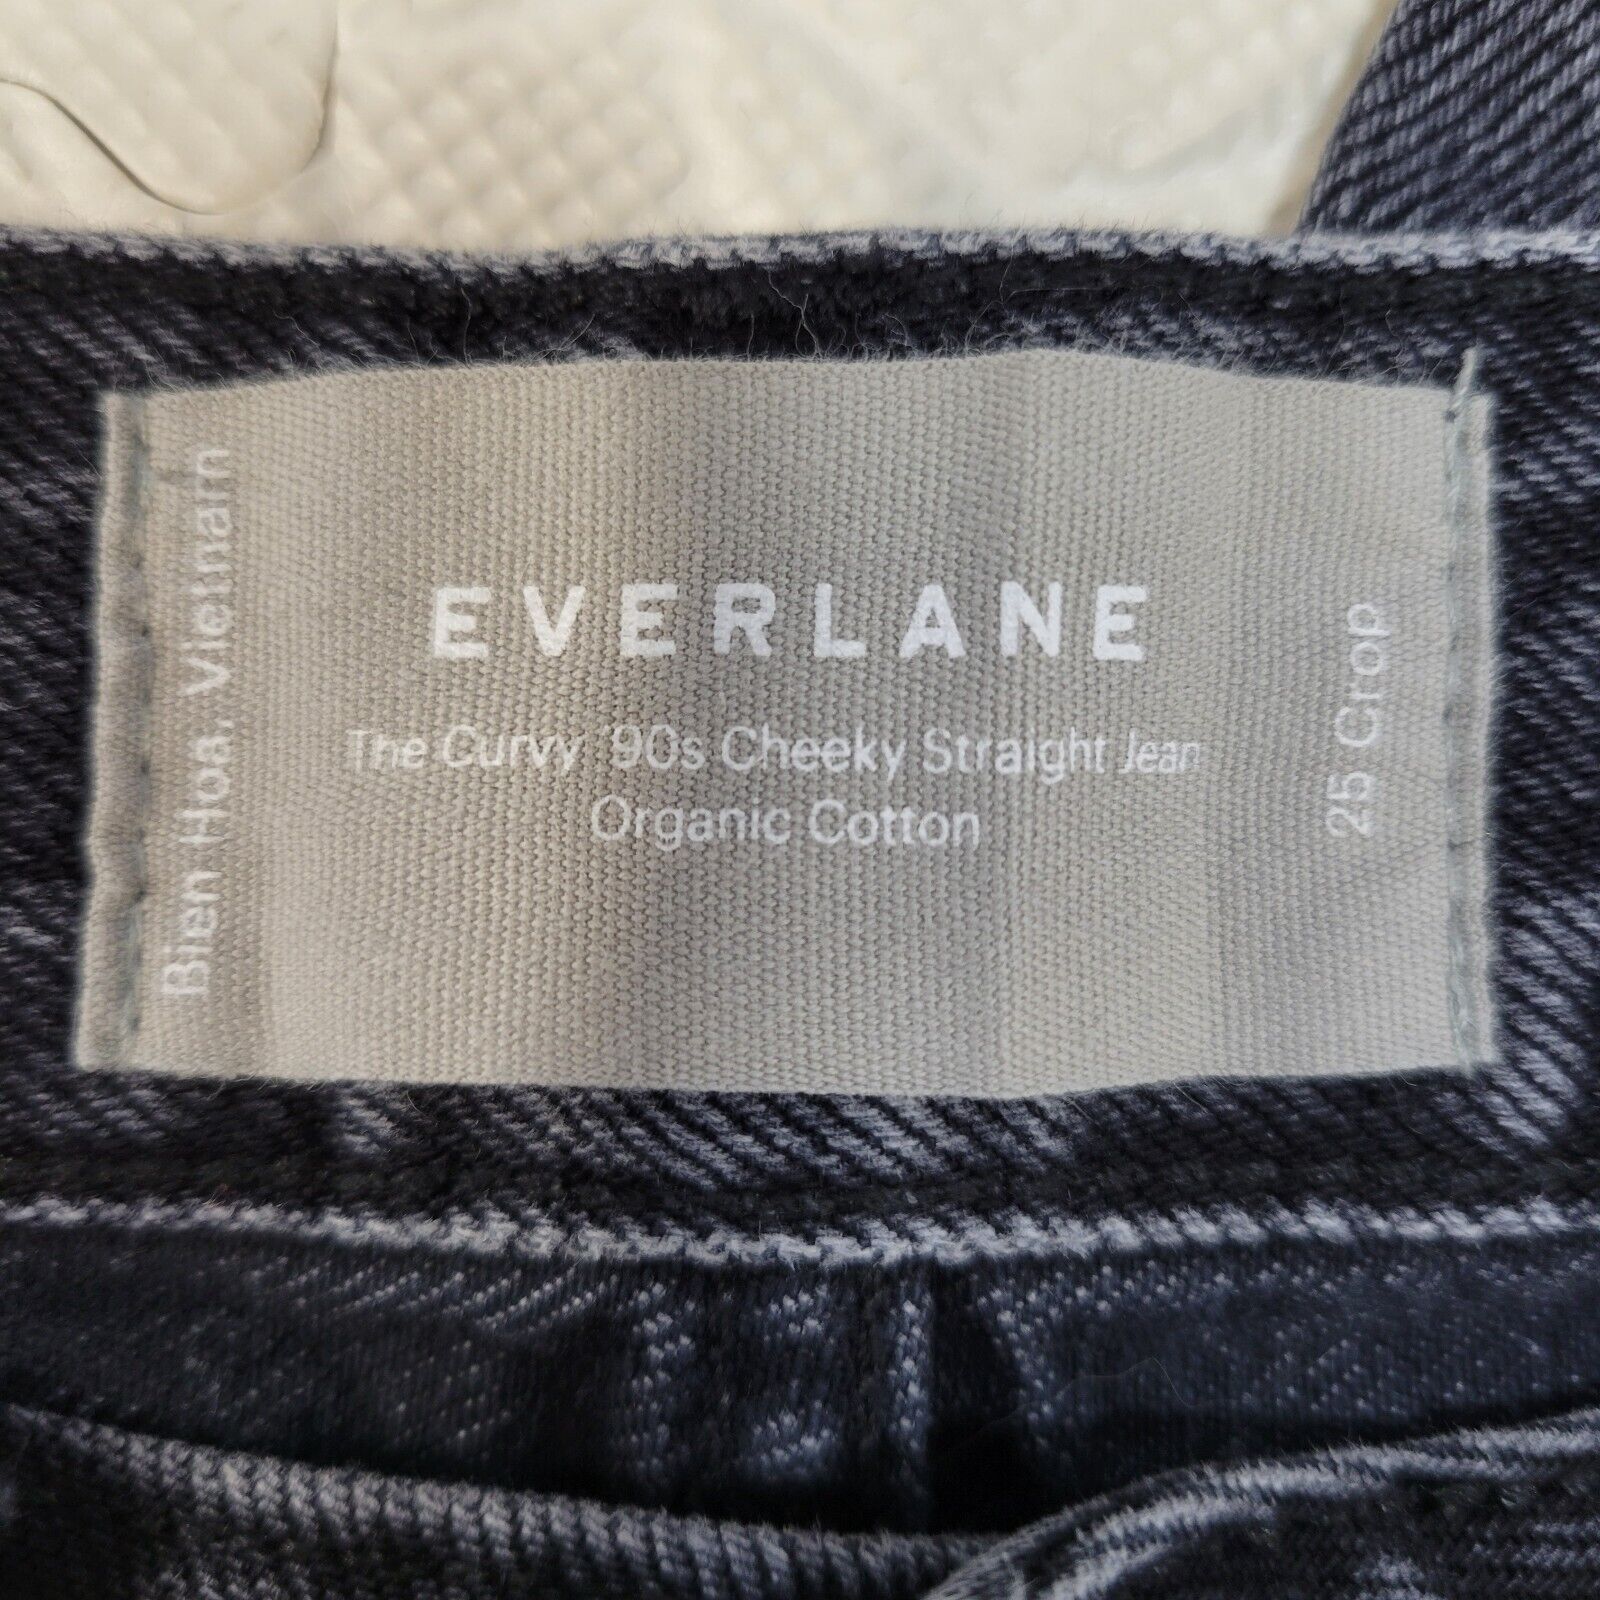 EVERLANE
The Curvy '90s Cheeky Straight Jean
Organic Cotton
Bien Hoa, Vietnam
25 Crop